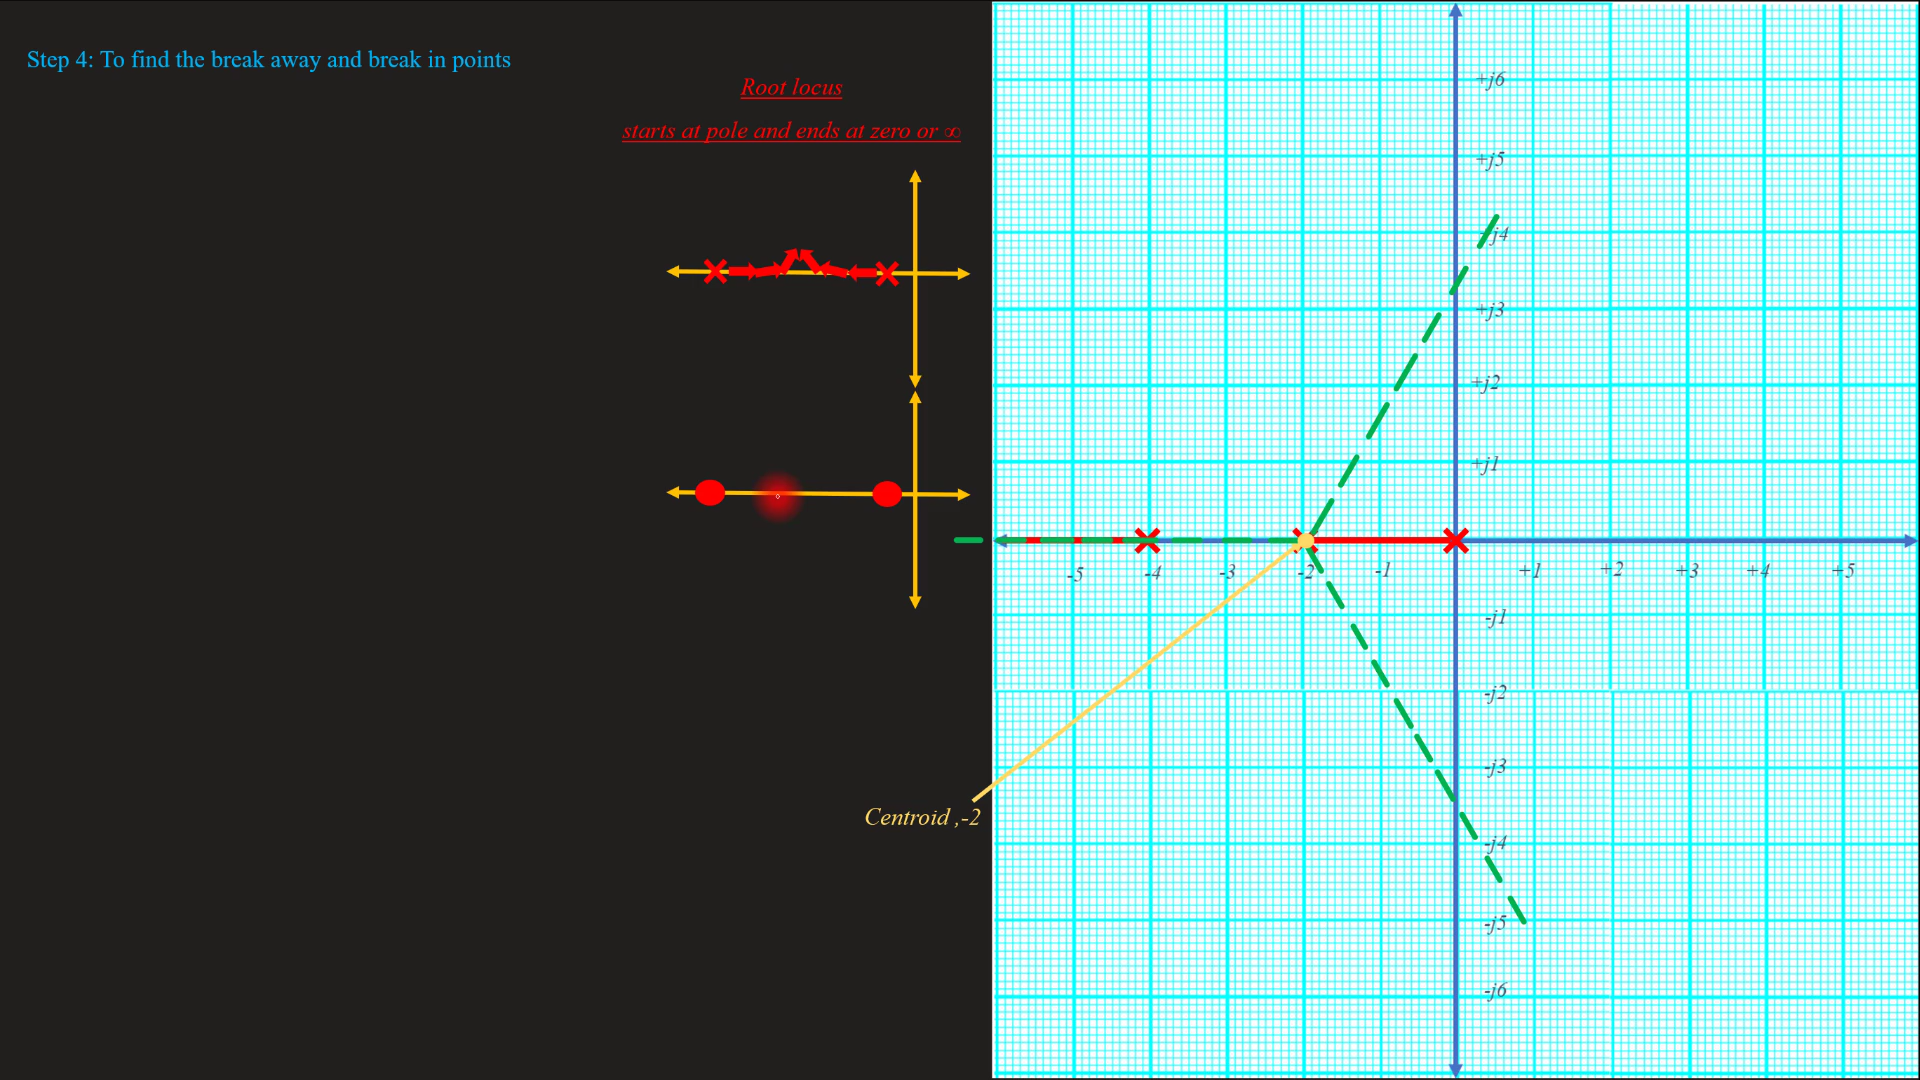 Step 4: To find the break away and break in points
Root locus
starts at pole and ends at zero or ∞
+j6
+j5
+j4
+j3
+j2
+j1
-5 -4 -3 -2 -1 +1 +2 +3 +4 +5
-j1
-j2
-j3
Centroid ,-2
-j4
-j5
-j6